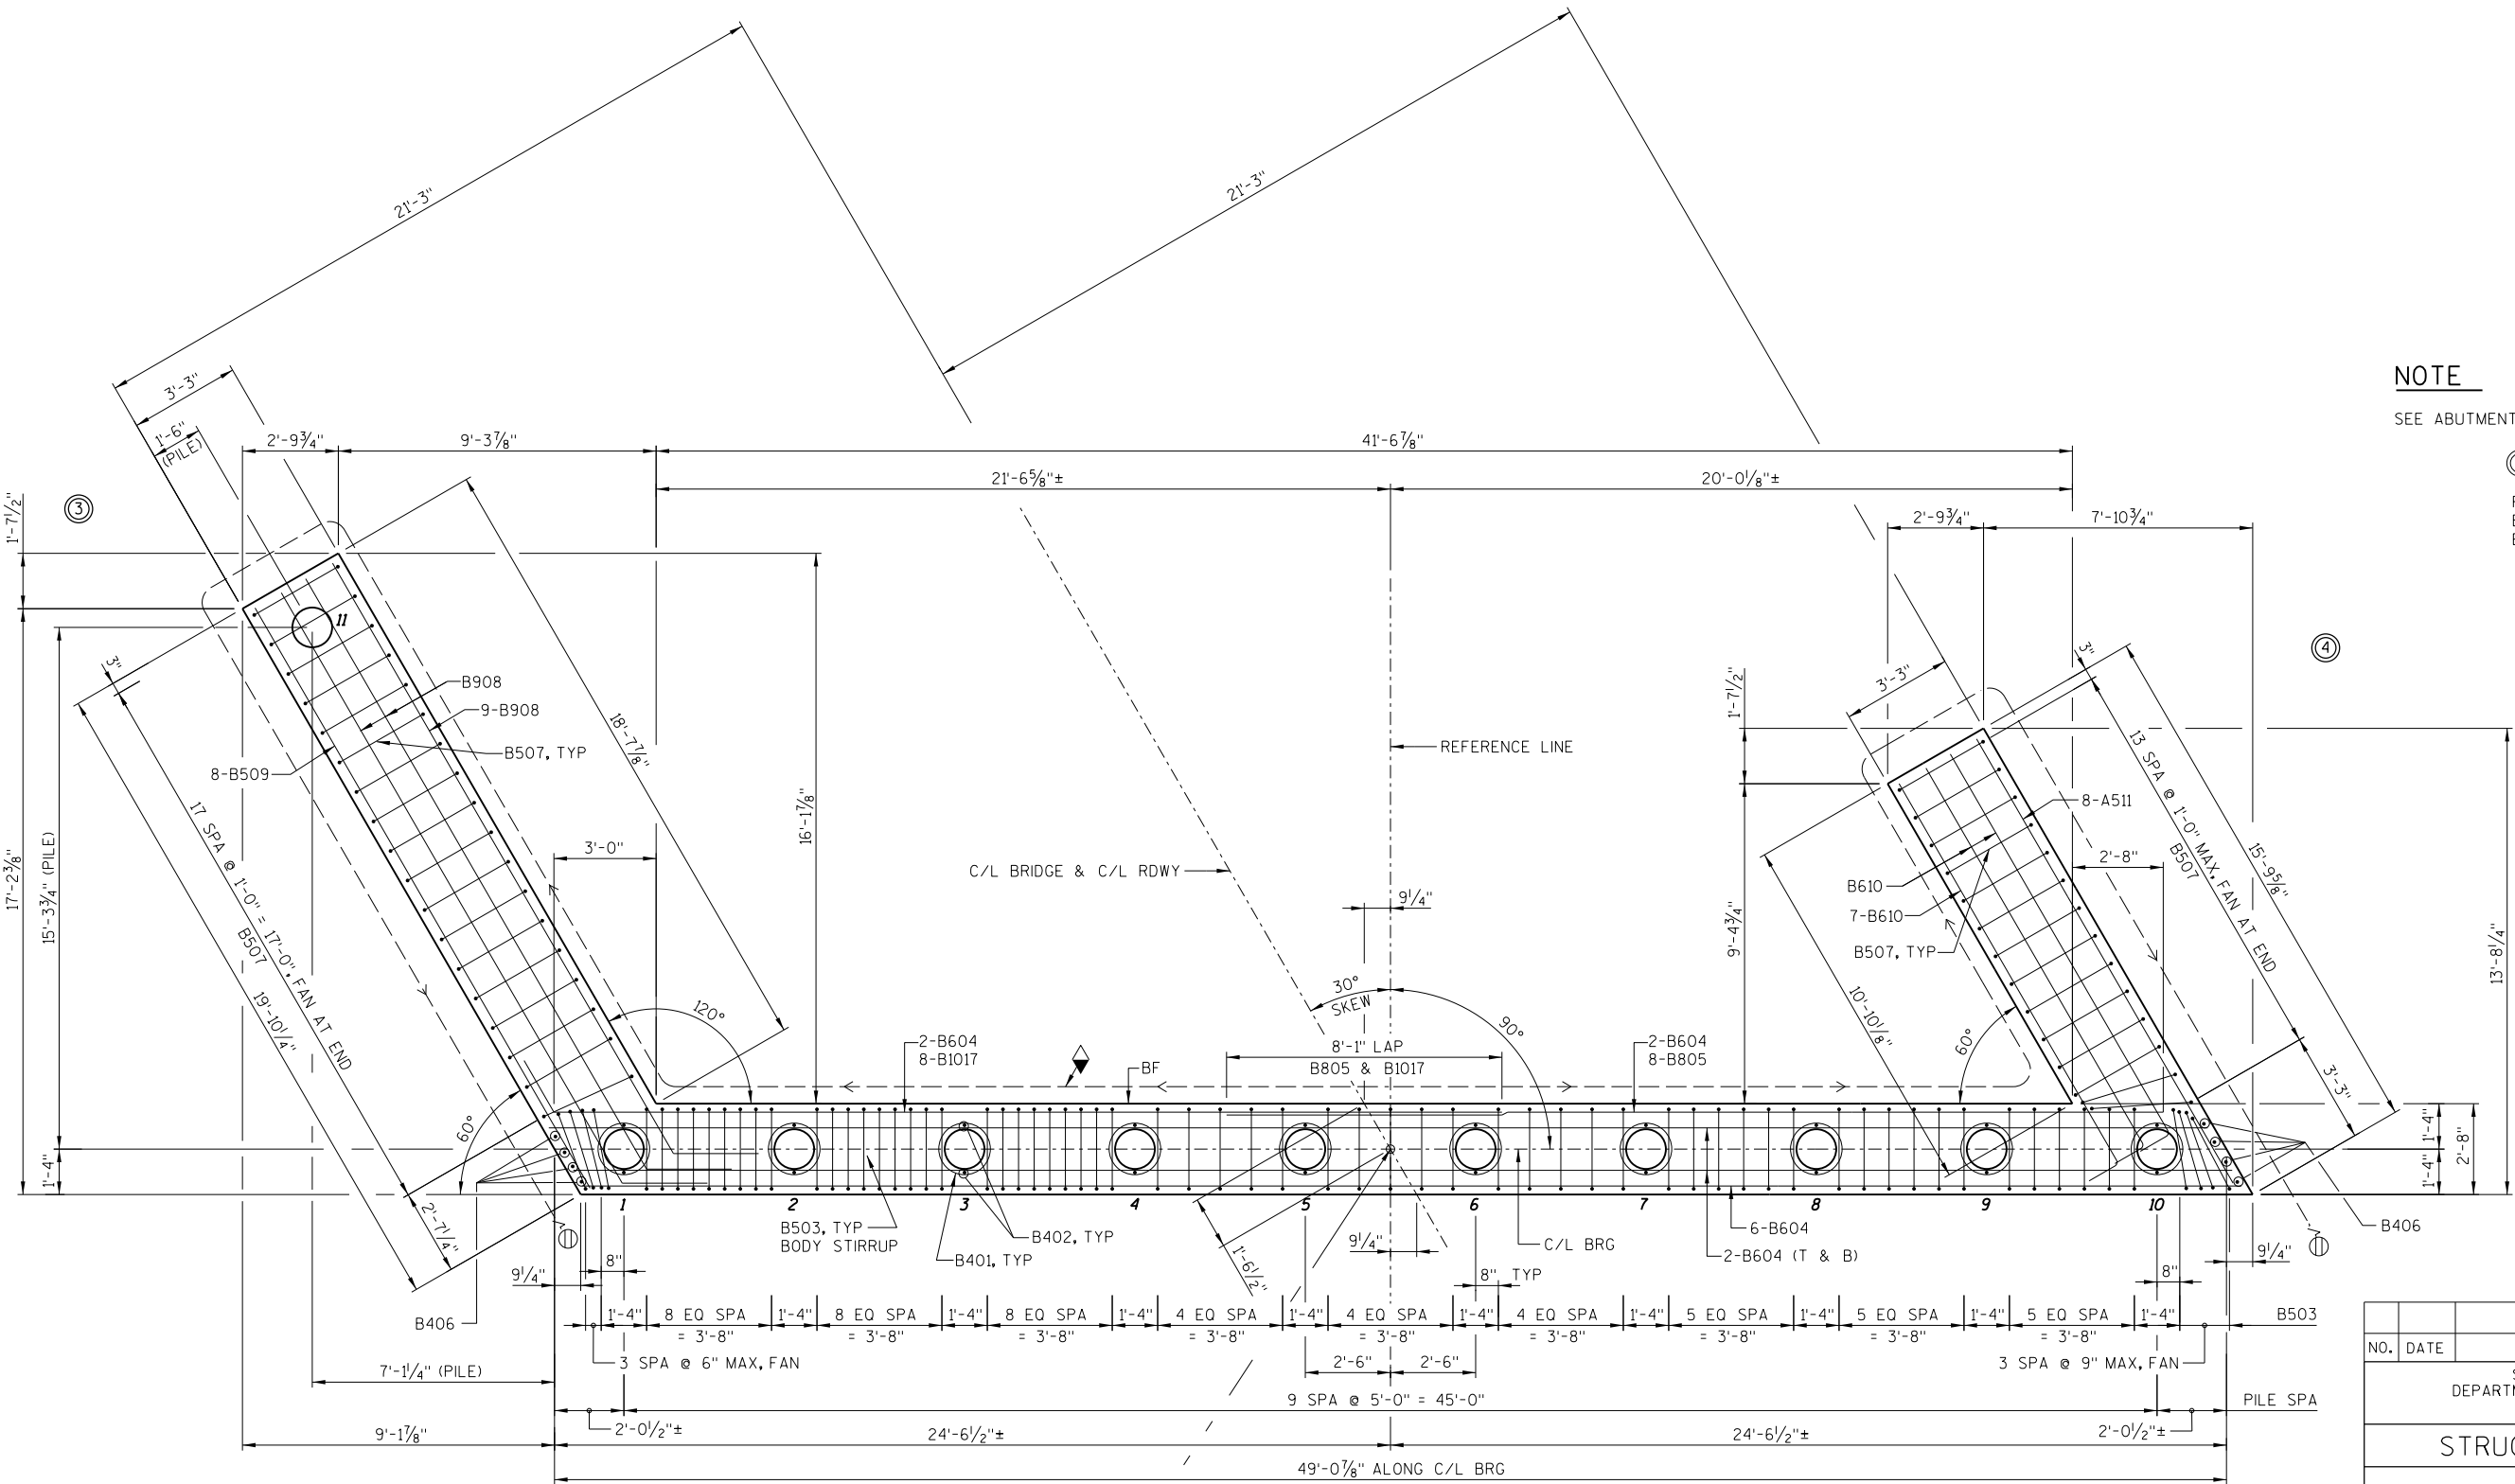 21'-3"
21'-3"
3'-3"
1'-6"
(PILE)
2'-9¾"
9'-3⅞"
41'-6⅞"
21'-6⅝"±
20'-0⅛"±
NOTE
SEE ABUTMENT
1'-7½"
3
11
2'-9¾"
7'-10¾"
4
3"
3'-3"
3"
1'-7½"
B908
9-B908
B507, TYP
8-B509
18'-7⅞"
REFERENCE LINE
8-A511
13 SPA @ 1'-0" MAX, FAN AT END
B507
15'-9⅝"
17'-2⅜"
15'-3¾" (PILE)
17 SPA @ 1'-0" = 17'-0", FAN AT END
B507
19'-10¼"
16'-1⅞"
3'-0"
C/L BRIDGE & C/L RDWY
9¼"
9'-4¾"
B610
7-B610
B507, TYP
2'-8"
10'-10⅛"
13'-8¼"
30°
SKEW
90°
120°
60°
60°
2-B604
8-B1017
BF
8'-1" LAP
B805 & B1017
2-B604
8-B805
3'-3"
1'-4"
1'-4"
2'-8"
1'-4"
2'-7¼"
1 2 3 4 5 6 7 8 9 10
B503, TYP
BODY STIRRUP
B402, TYP
B401, TYP
1'-6½"
9¼"
C/L BRG
6-B604
2-B604 (T & B)
B406
9¼"
9¼"
8"
8" TYP
8"
B406
1'-4" 8 EQ SPA 1'-4" 8 EQ SPA 1'-4" 8 EQ SPA 1'-4" 4 EQ SPA 1'-4" 4 EQ SPA 1'-4" 4 EQ SPA 1'-4" 5 EQ SPA 1'-4" 5 EQ SPA 1'-4" 5 EQ SPA 1'-4" B503
= 3'-8" = 3'-8" = 3'-8" = 3'-8" = 3'-8" = 3'-8" = 3'-8" = 3'-8" = 3'-8"
3 SPA @ 6" MAX, FAN
2'-6"
2'-6"
3 SPA @ 9" MAX, FAN
7'-1¼" (PILE)
9 SPA @ 5'-0" = 45'-0"
PILE SPA
2'-0½"±
2'-0½"±
9'-1⅞"
24'-6½"±
24'-6½"±
49'-0⅞" ALONG C/L BRG
NO. DATE
DEPARTM
STRUC